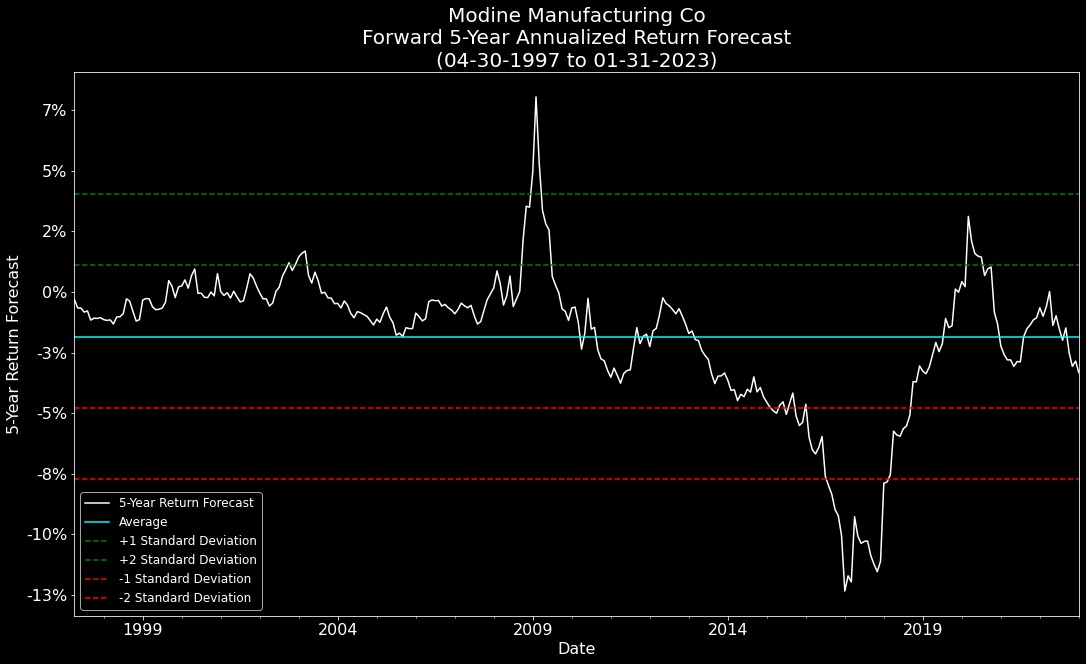 Modine Manufacturing Co
Forward 5-Year Annualized Return Forecast
(04-30-1997 to 01-31-2023)
5-Year Return Forecast
7%
5%
2%
0%
-3%
-5%
-8%
-10%
-13%
5-Year Return Forecast
Average
+1 Standard Deviation
+2 Standard Deviation
-1 Standard Deviation
-2 Standard Deviation
1999 2004 2009 2014 2019
Date